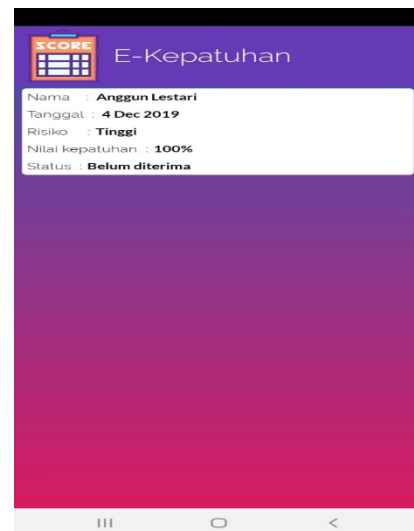 SCORE
E-Kepatuhan
Nama : Anggun Lestari
Tanggal : 4 Dec 2019
Risiko : Tinggi
Nilai kepatuhan : 100%
Status : Belum diterima